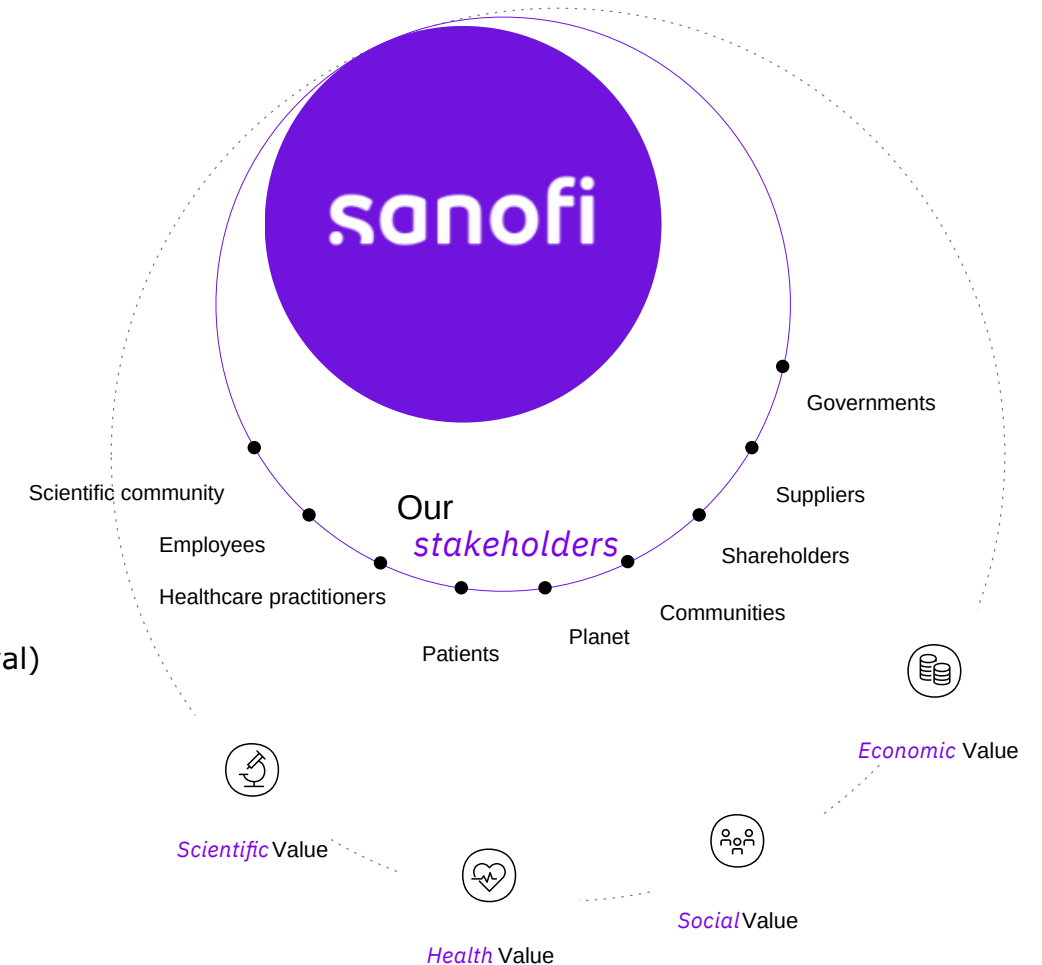 sanofi
Governments
Scientific community
Suppliers
Our
stakeholders
Employees
Shareholders
Healthcare practitioners
Communities
Planet
Patients
al)
Economic Value
Scientific Value
Social Value
Health Value